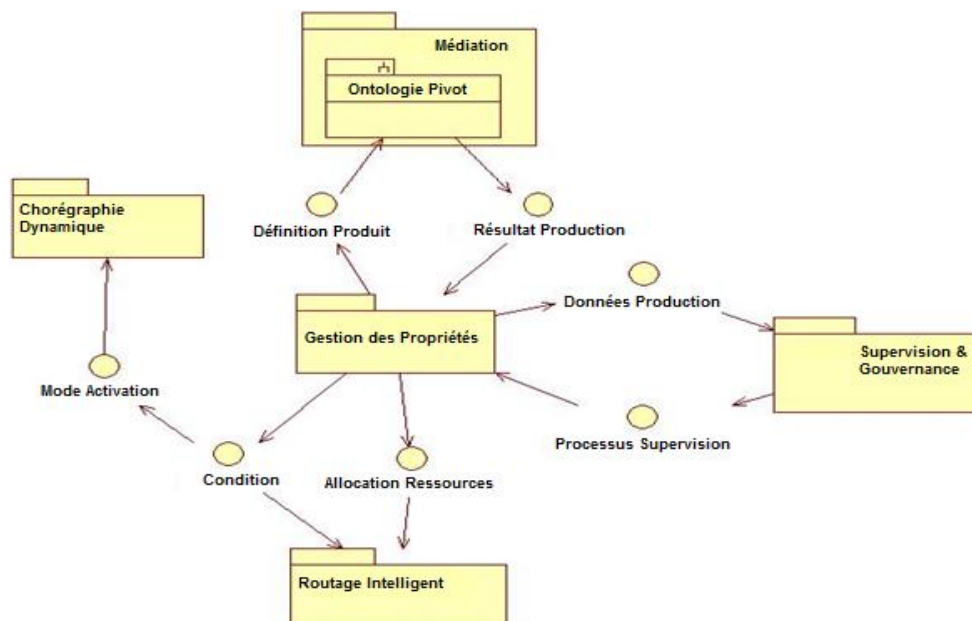 Médiation
Ontologie Pivot
Chorégraphie
Dynamique
Définition Produit
Résultat Production
Données Production
Gestion des Propriétés
Supervision &
Gouvernance
Mode Activation
Processus Supervision
Condition
Allocation Ressources
Routage Intelligent